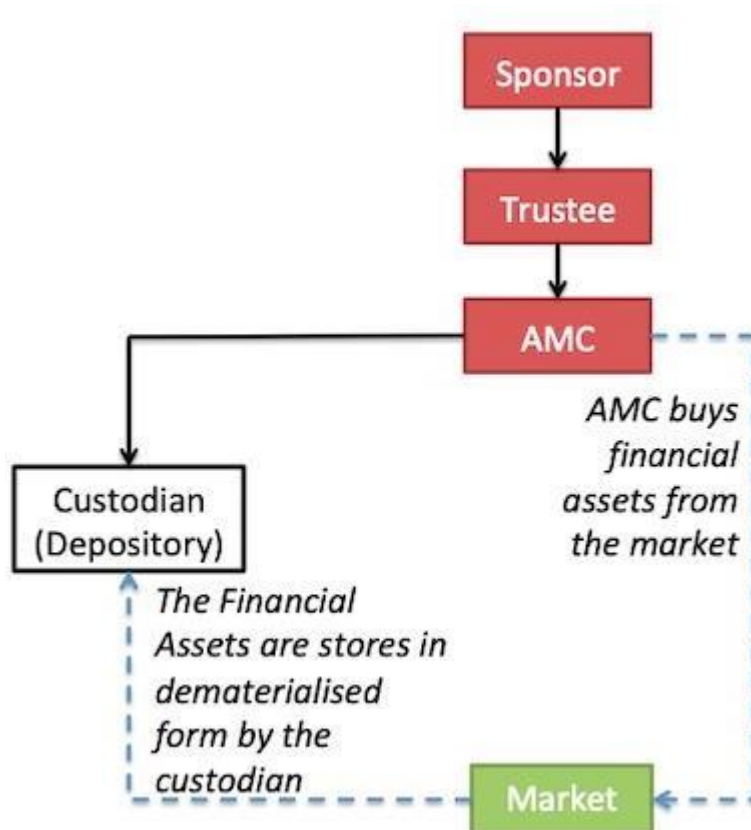 Sponsor
Trustee
AMC
AMC buys
financial
assets from
the market
Custodian
(Depository)
The Financial
Assets are stores in
dematerialised
form by the
custodian
Market